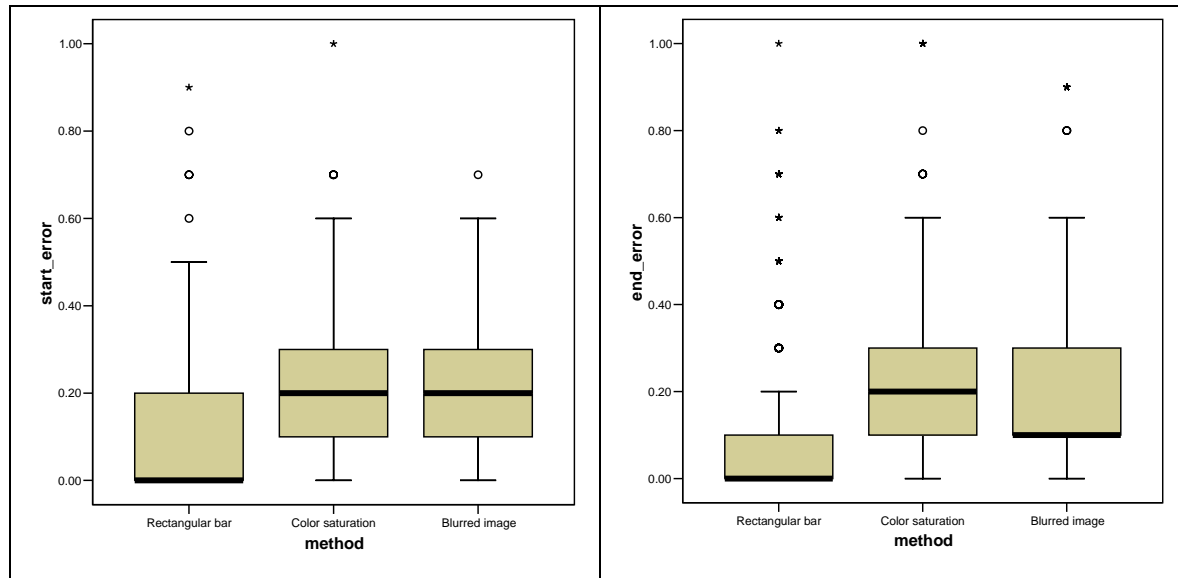 start_error
1.00
0.80
0.60
0.40
0.20
0.00
Rectangular bar Color saturation Blurred image
method
end_error
1.00
0.80
0.60
0.40
0.20
0.00
Rectangular bar Color saturation Blurred image
method